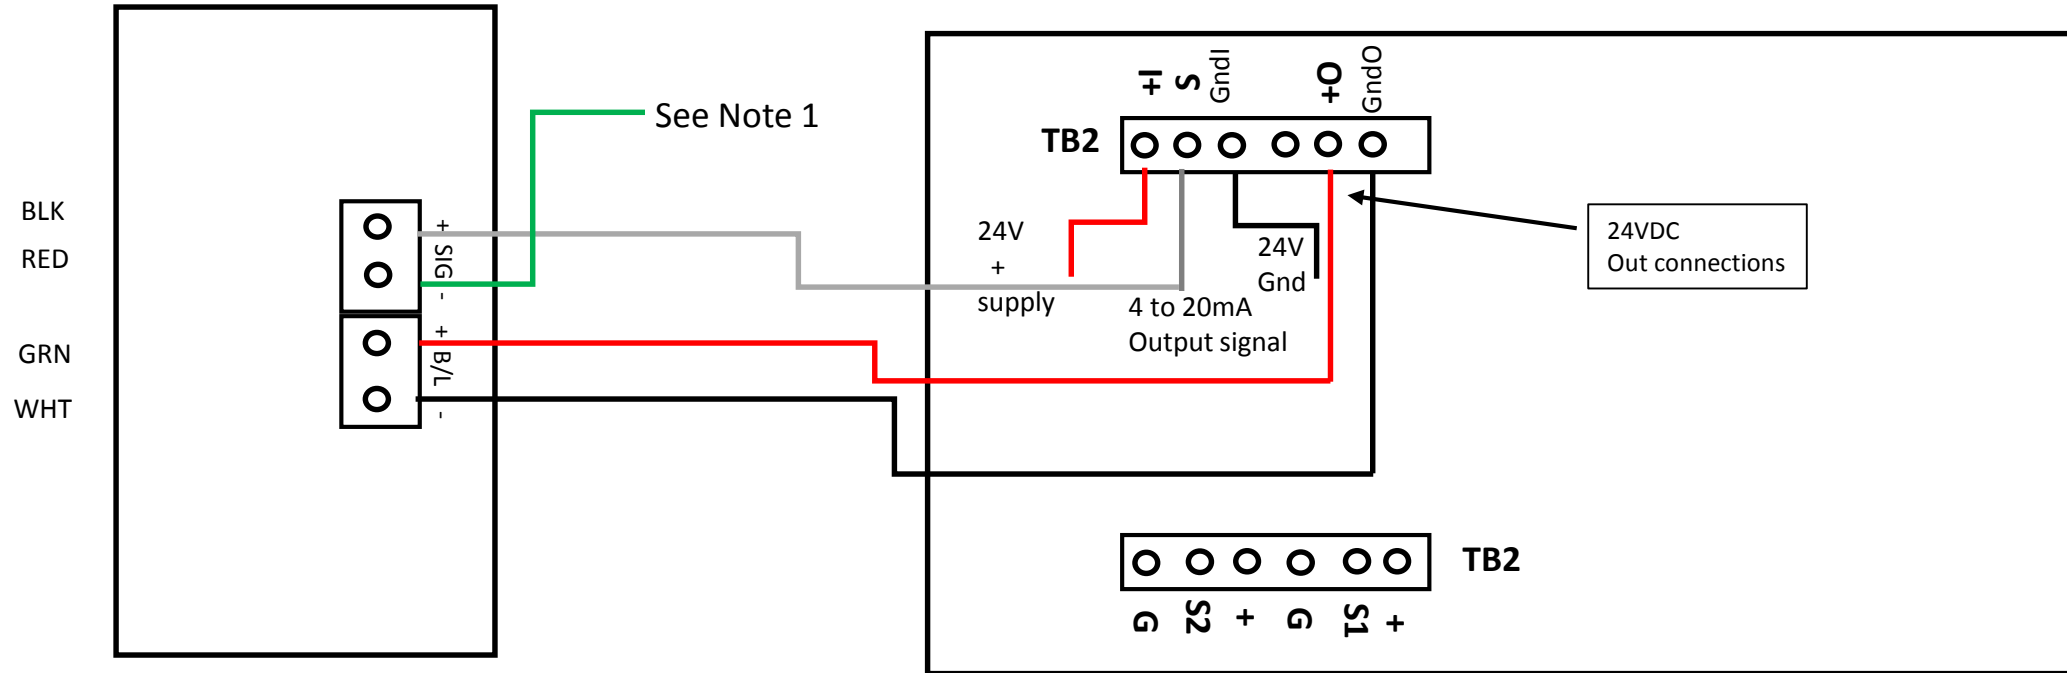 BLK
RED
GRN
WHT
+ SIG -
+ B/L -
See Note 1
TB2
+I
S
GndI
+O
GndO
24V
+
supply
4 to 20mA
Output signal
24V
Gnd
24VDC
Out connections
TB2
G
S2
+
G
S1
+